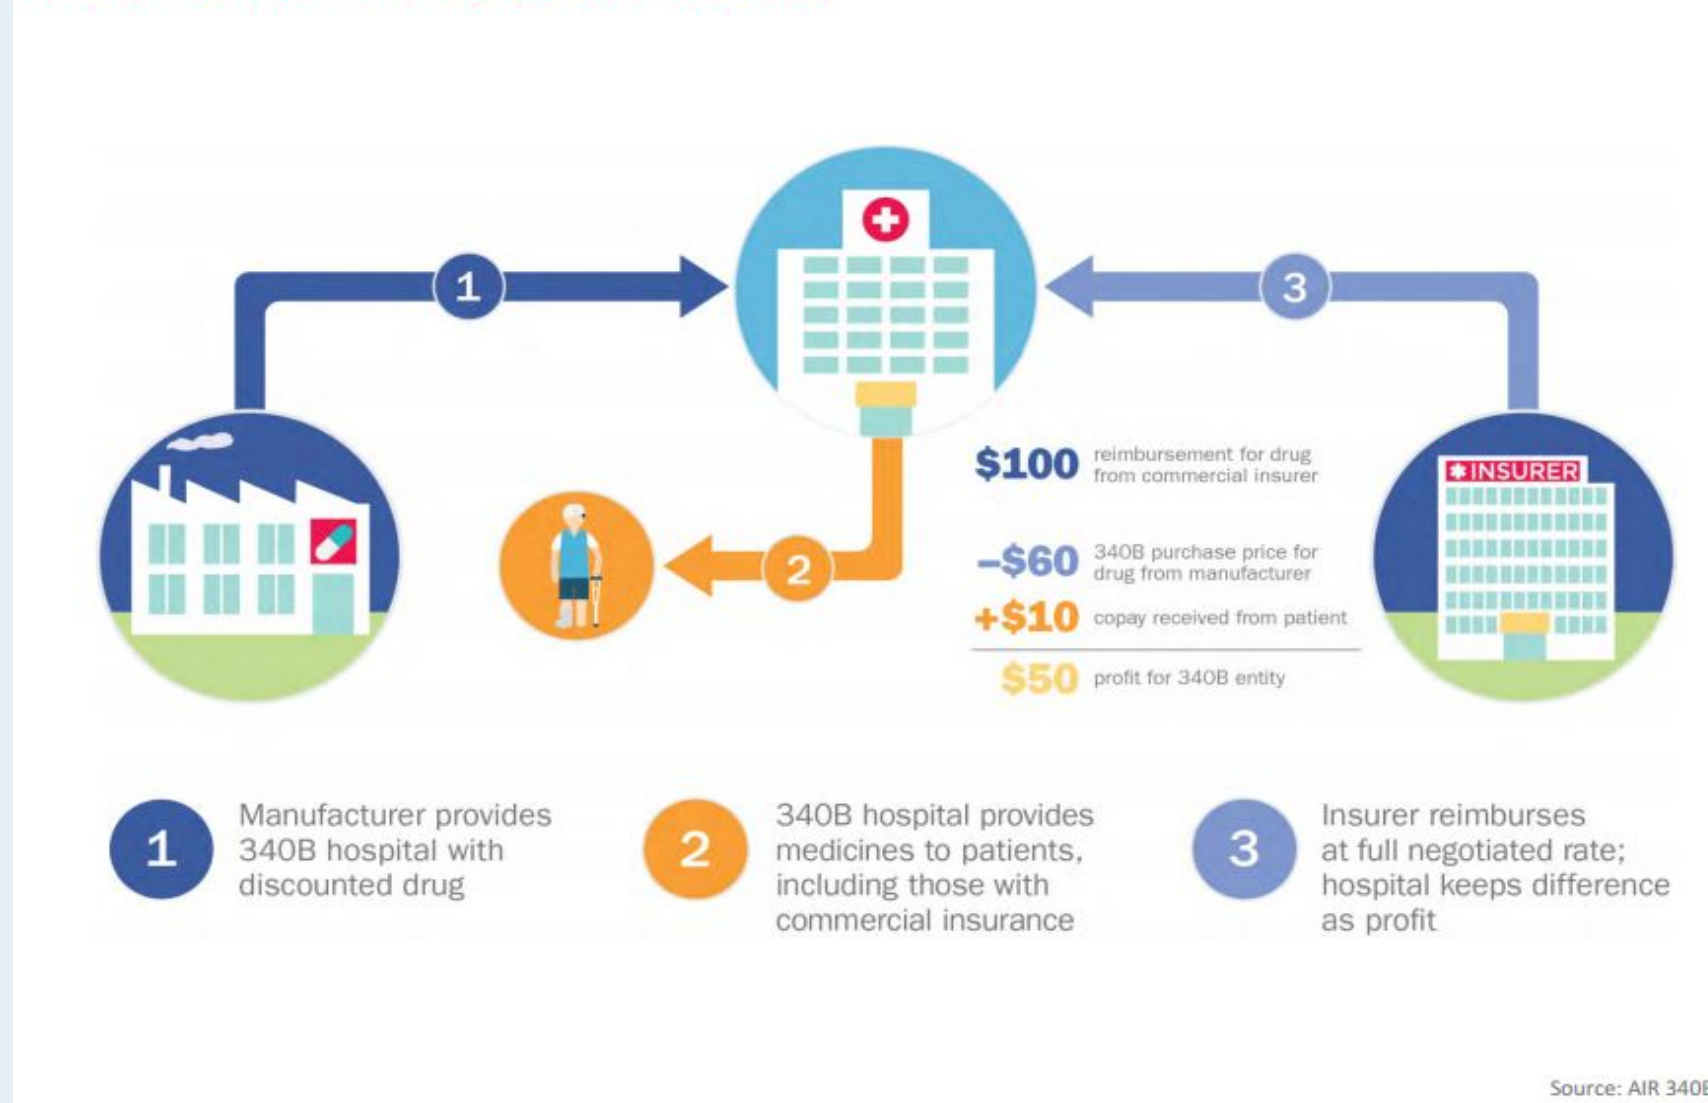 1
3
$100 reimbursement for drug
from commercial insurer
INSURER
–$60 340B purchase price for
drug from manufacturer
2
+$10 copay received from patient
$50 profit for 340B entity
1
Manufacturer provides
340B hospital with
discounted drug
2
340B hospital provides
medicines to patients,
including those with
commercial insurance
3
Insurer reimburses
at full negotiated rate;
hospital keeps difference
as profit
Source: AIR 340B